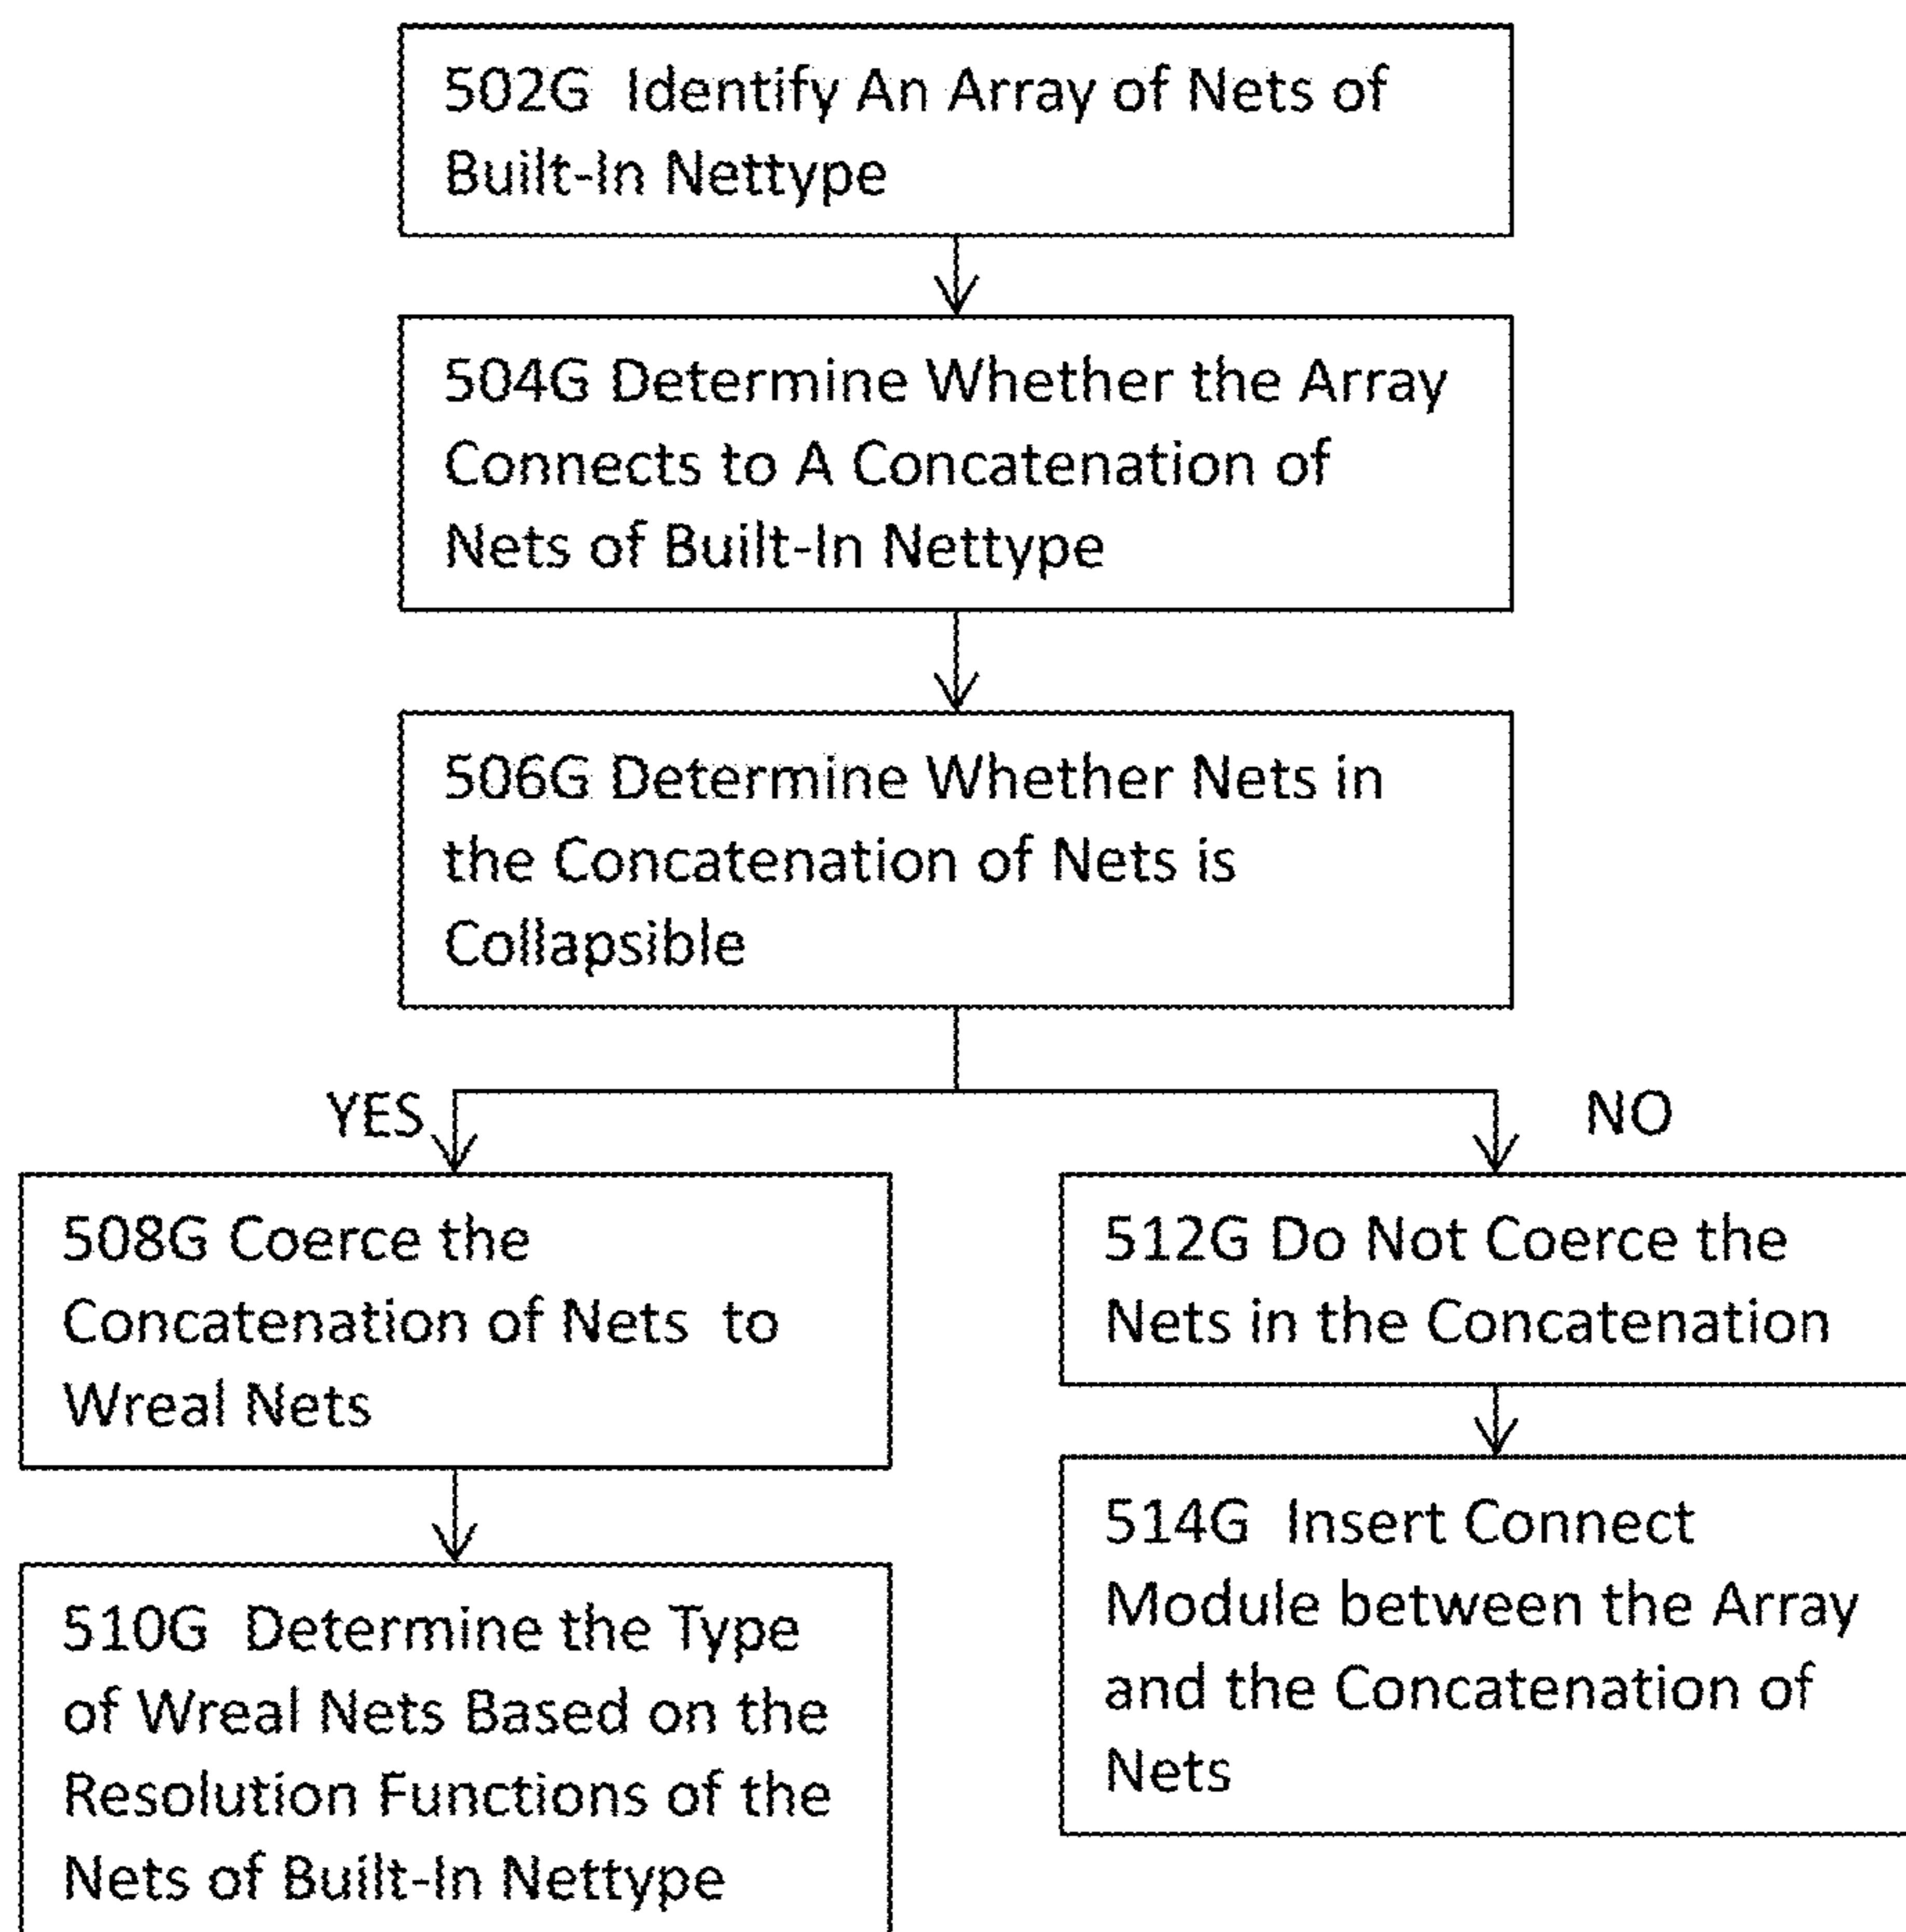 502G Identify An Array of Nets of
Built-In Nettype
504G Determine Whether the Array
Connects to A Concatenation of
Nets of Built-In Nettype
506G Determine Whether Nets in
the Concatenation of Nets is
Collapsible
YES
NO
508G Coerce the
Concatenation of Nets to
Wreal Nets
512G Do Not Coerce the
Nets in the Concatenation
510G Determine the Type
of Wreal Nets Based on the
Resolution Functions of the
Nets of Built-In Nettype
514G Insert Connect
Module between the Array
and the Concatenation of
Nets